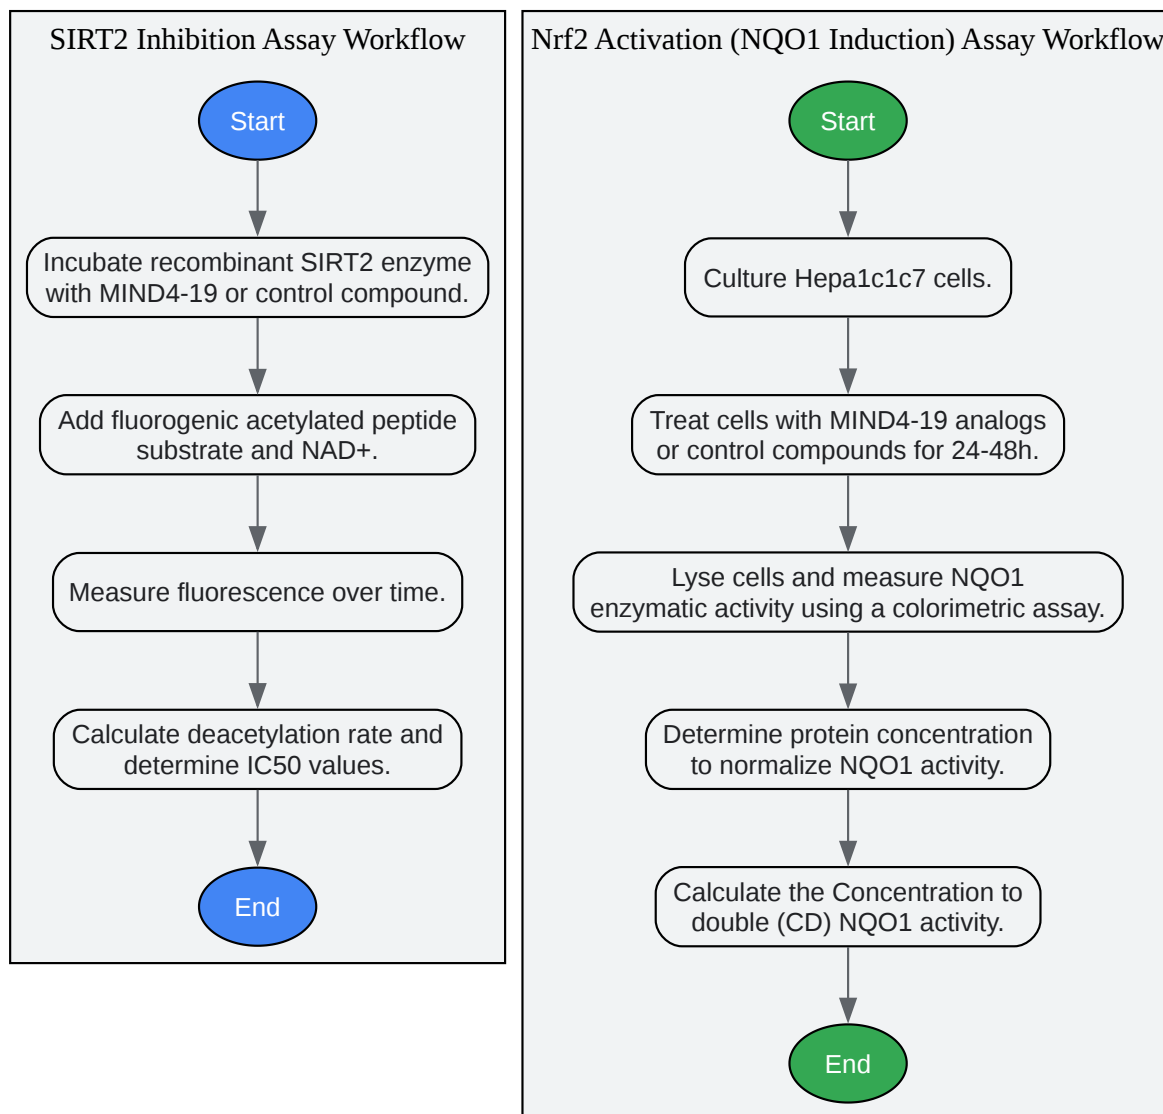 SIRT2 Inhibition Assay Workflow
Start
Incubate recombinant SIRT2 enzyme
with MIND4-19 or control compound.
Add fluorogenic acetylated peptide
substrate and NAD+.
Measure fluorescence over time.
Calculate deacetylation rate and
determine IC50 values.
End
Nrf2 Activation (NQO1 Induction) Assay Workflow
Start
Culture Hepa1c1c7 cells.
Treat cells with MIND4-19 analogs
or control compounds for 24-48h.
Lyse cells and measure NQO1
enzymatic activity using a colorimetric assay.
Determine protein concentration
to normalize NQO1 activity.
Calculate the Concentration to
double (CD) NQO1 activity.
End